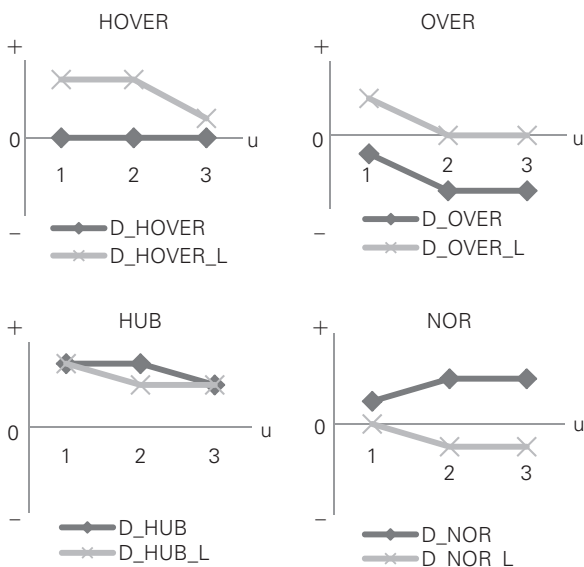 HOVER
+
0
u
1 2 3
−
D_HOVER
D_HOVER_L
OVER
+
0
u
1 2 3
−
D_OVER
D_OVER_L
HUB
+
0
u
1 2 3
−
D_HUB
D_HUB_L
NOR
+
0
u
1 2 3
−
D_NOR
D_NOR_L